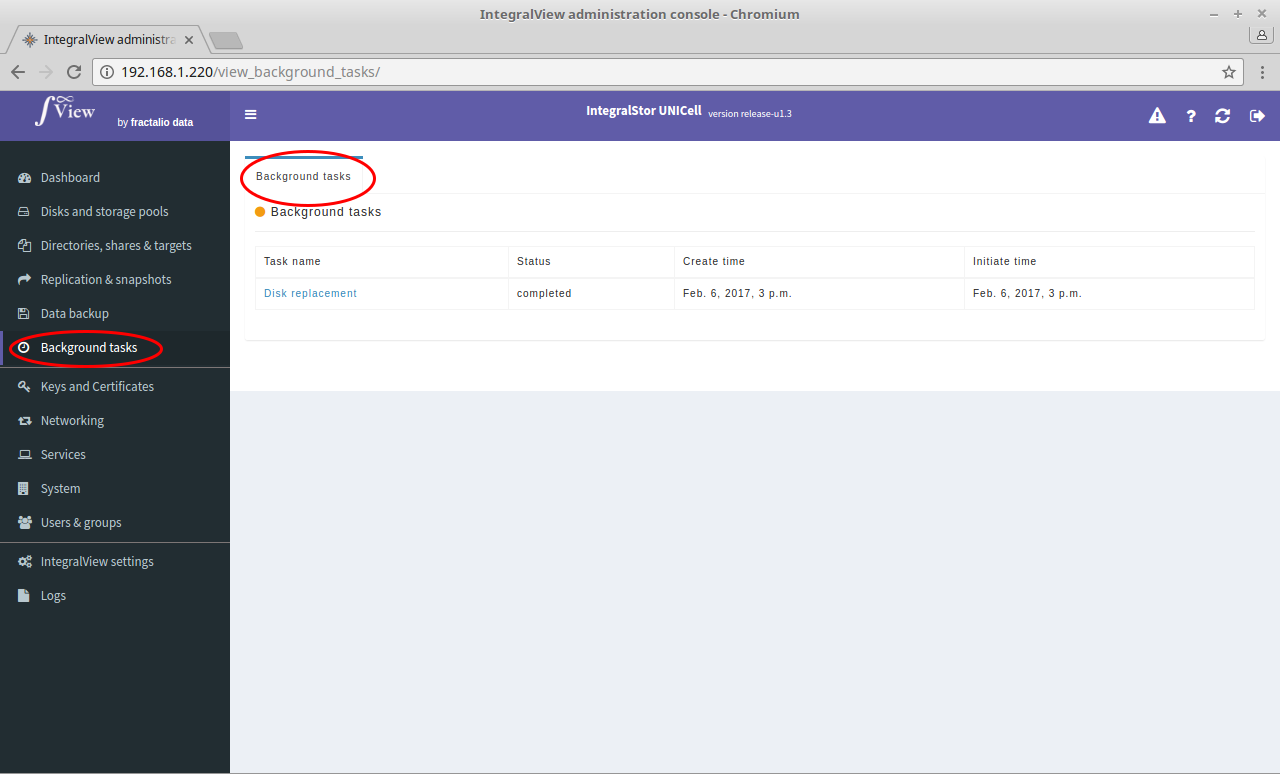 IntegralView administration console - Chromium
IntegralView administra
192.168.1.220/view_background_tasks/
View by fractalio data
IntegralStor UNICell version release-u1.3
Dashboard
Disks and storage pools
Directories, shares & targets
Replication & snapshots
Data backup
Background tasks
Keys and Certificates
Networking
Services
System
Users & groups
IntegralView settings
Logs
Background tasks
Background tasks
Task name Status Create time Initiate time
Disk replacement completed Feb. 6, 2017, 3 p.m. Feb. 6, 2017, 3 p.m.